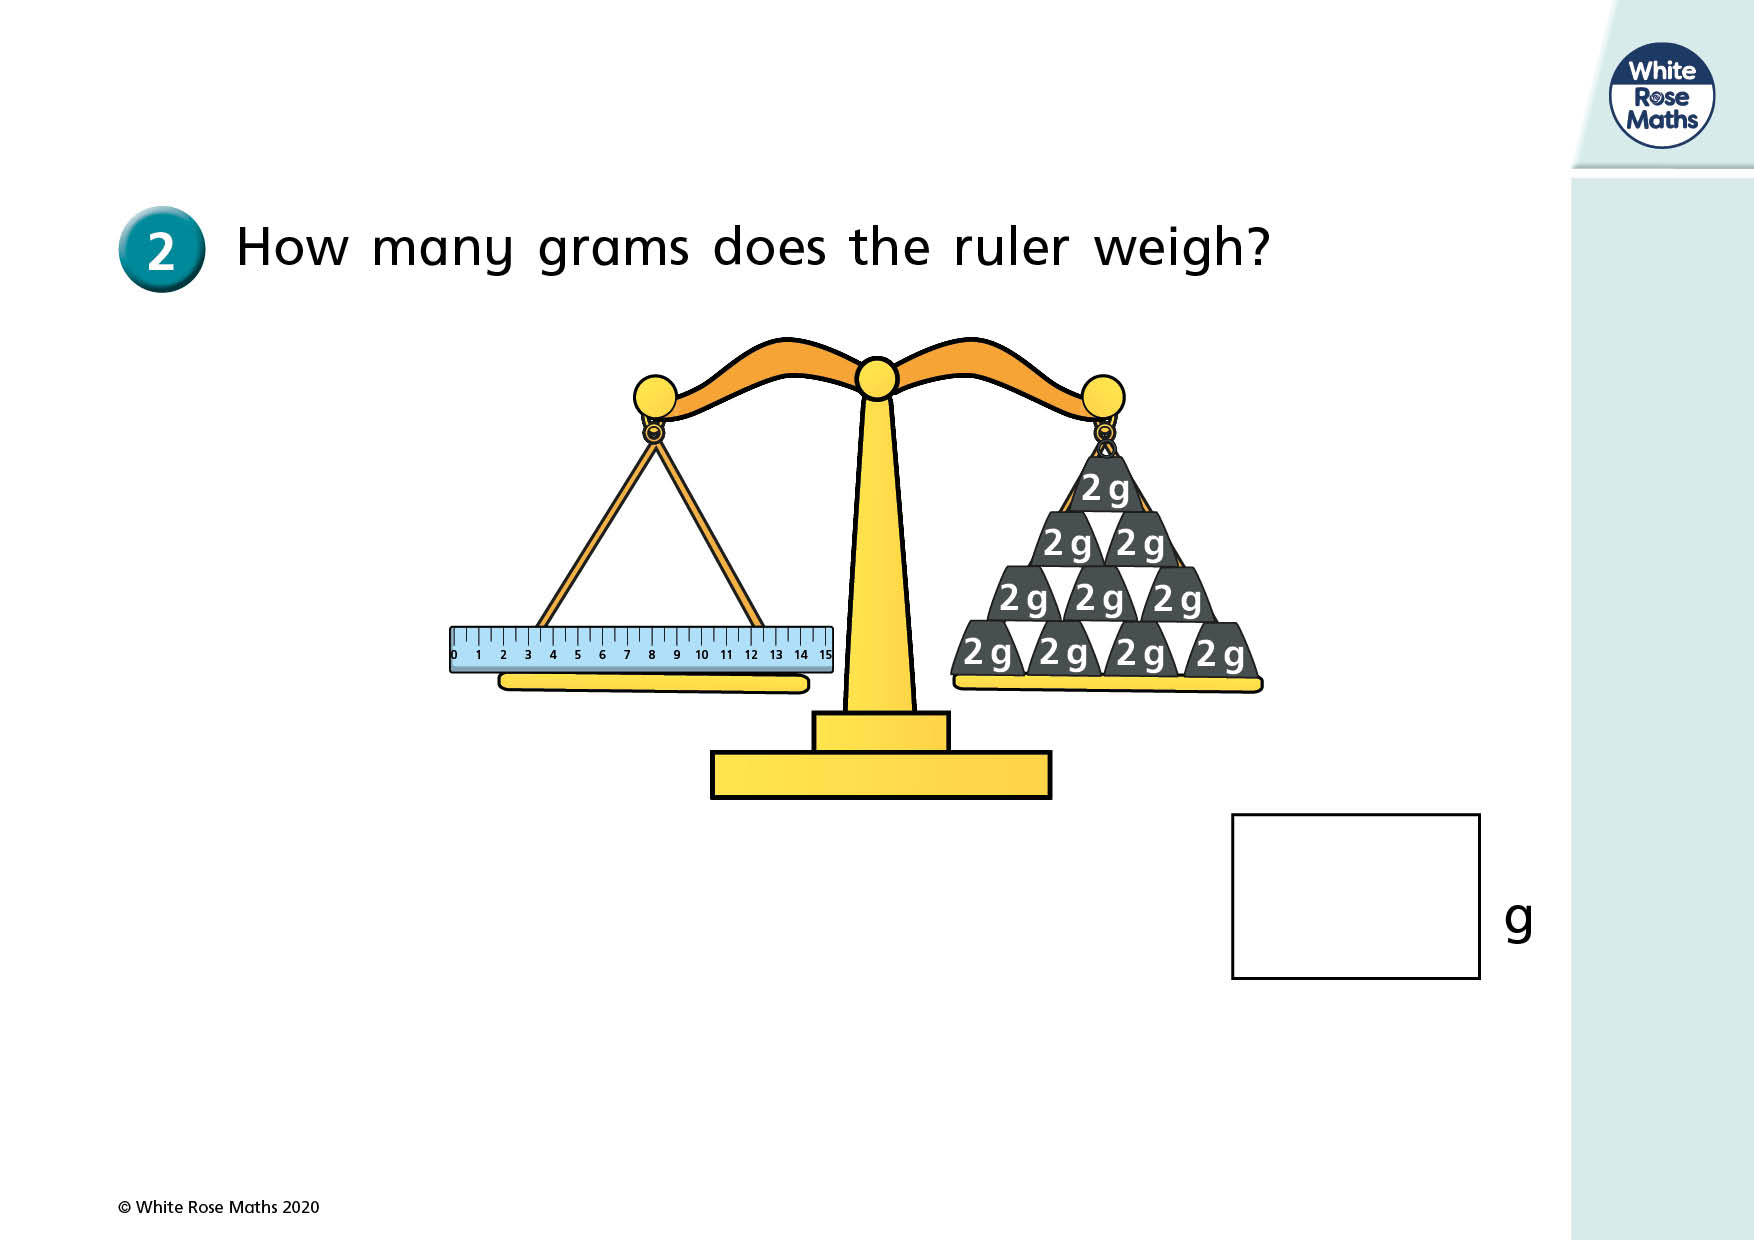 White
Rose
Maths
2 How many grams does the ruler weigh?
2 g
2 g 2 g
2 g 2 g 2 g
0 1 2 3 4 5 6 7 8 9 10 11 12 13 14 15
2 g 2 g 2 g 2 g
g
© White Rose Maths 2020